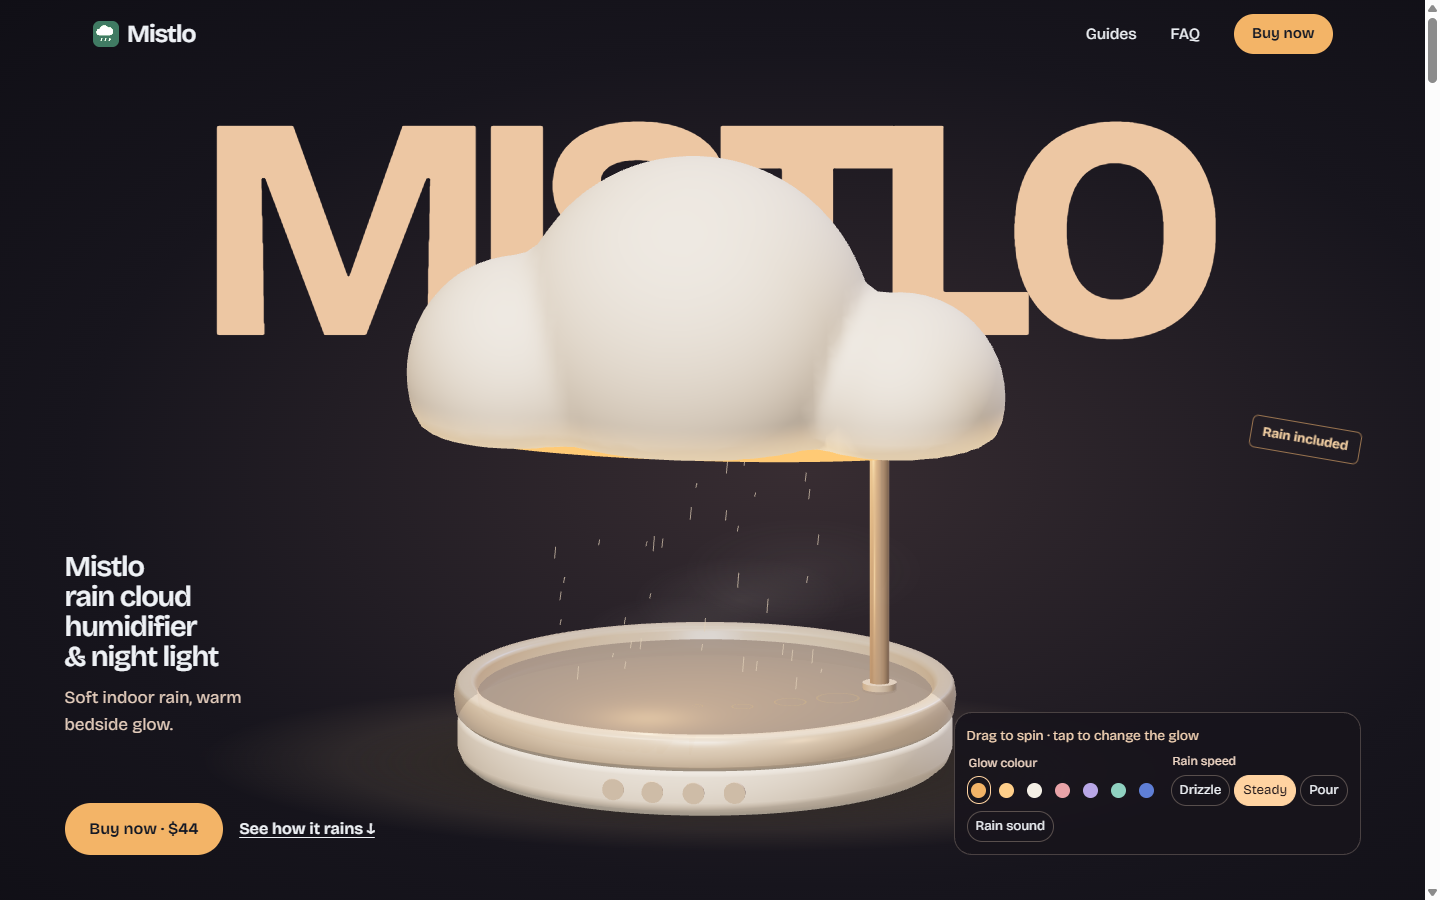 Mistlo
Guides
FAQ
Buy now
MISTLO
Rain included
Mistlo
rain cloud
humidifier
& night light
Soft indoor rain, warm
bedside glow.
Buy now · $44
See how it rains ↓
Drag to spin · tap to change the glow
Glow colour
Rain speed
Drizzle
Steady
Pour
Rain sound